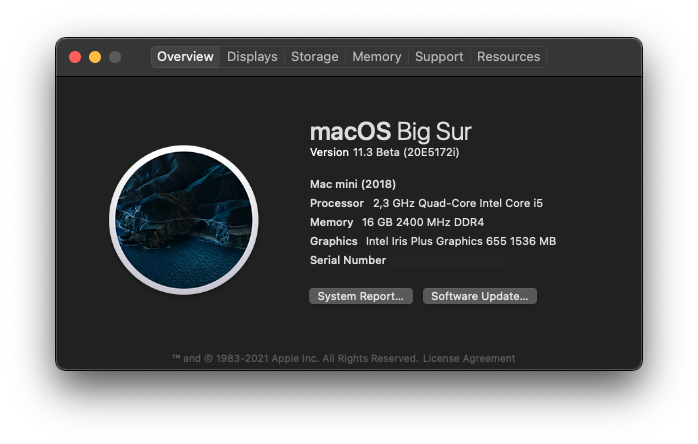 Overview Displays Storage Memory Support Resources
macOS Big Sur
Version 11.3 Beta (20E5172i)
Mac mini (2018)
Processor 2,3 GHz Quad-Core Intel Core i5
Memory 16 GB 2400 MHz DDR4
Graphics Intel Iris Plus Graphics 655 1536 MB
Serial Number
System Report... Software Update...
™ and © 1983-2021 Apple Inc. All Rights Reserved. License Agreement